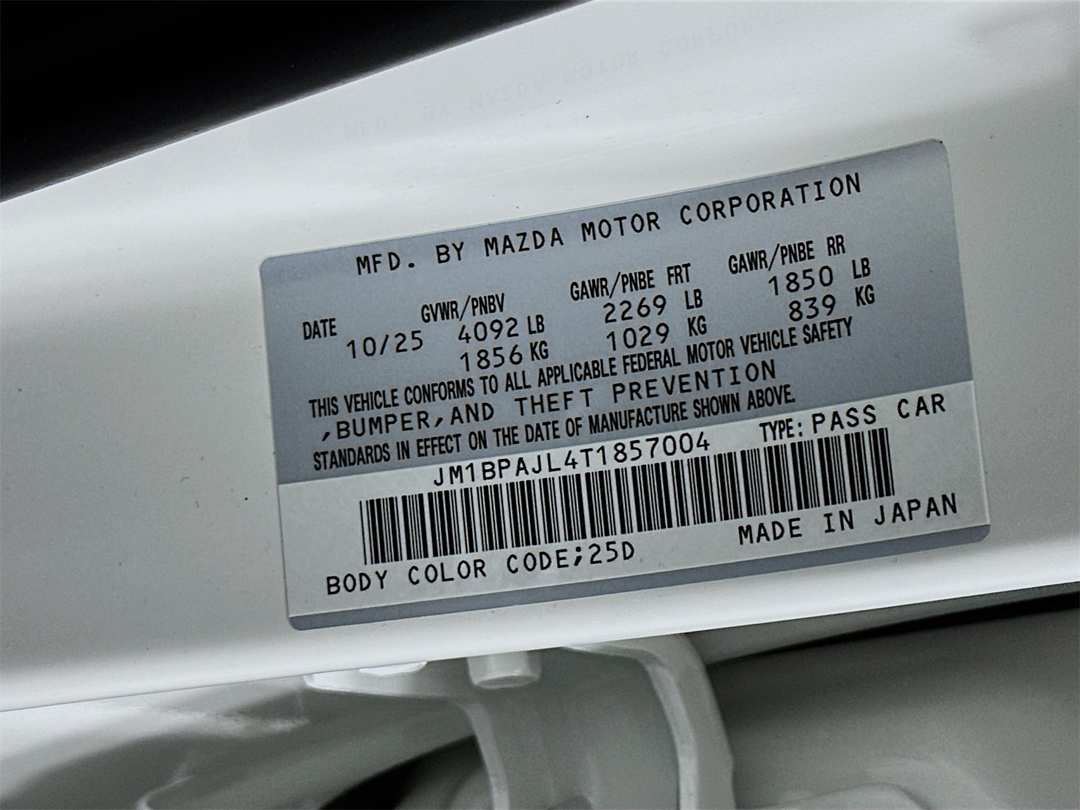 MFD. BY MAZDA MOTOR CORPORATION
DATE GVWR/PNBV GAWR/PNBE FRT GAWR/PNBE RR
10/25 4092 LB 2269 LB 1850 LB
1856 KG 1029 KG 839 KG
THIS VEHICLE CONFORMS TO ALL APPLICABLE FEDERAL MOTOR VEHICLE SAFETY
,BUMPER,AND THEFT PREVENTION
STANDARDS IN EFFECT ON THE DATE OF MANUFACTURE SHOWN ABOVE.
JM1BPAJL4T1857004 TYPE: PASS CAR
BODY COLOR CODE;25D MADE IN JAPAN